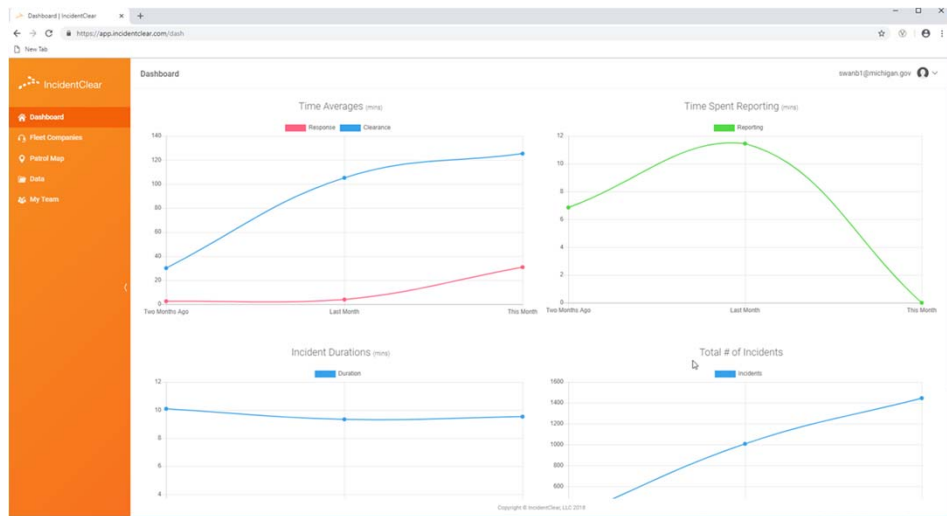 Dashboard | IncidentClear
https://app.incidentclear.com/dash
New Tab
IncidentClear
Dashboard
Fleet Companies
Patrol Map
Data
My Team
Dashboard
swanb1@michigan.gov
Time Averages (mins)
Response Clearance
140
120
100
80
60
40
20
0
Two Months Ago Last Month This Month
Time Spent Reporting (mins)
Reporting
12
10
8
6
4
2
0
Two Months Ago Last Month This Month
Incident Durations (mins)
Duration
12
10
8
6
4
Total # of Incidents
Incidents
1600
1400
1200
1000
800
600
Copyright © IncidentClear, LLC 2019